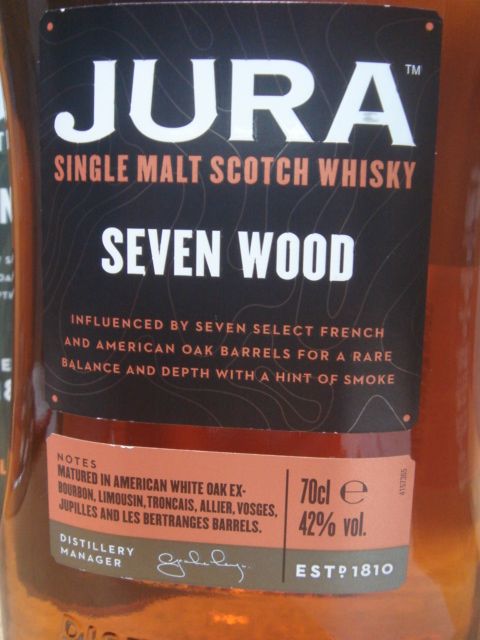 JURA™
SINGLE MALT SCOTCH WHISKY
SEVEN WOOD
INFLUENCED BY SEVEN SELECT FRENCH
AND AMERICAN OAK BARRELS FOR A RARE
BALANCE AND DEPTH WITH A HINT OF SMOKE
NOTES
MATURED IN AMERICAN WHITE OAK EX-
BOURBON, LIMOUSIN, TRONCAIS, ALLIER, VOSGES,
JUPILLES AND LES BERTRANGES BARRELS.
70cl ℮
42% vol.
DISTILLERY
MANAGER
ESTD 1810